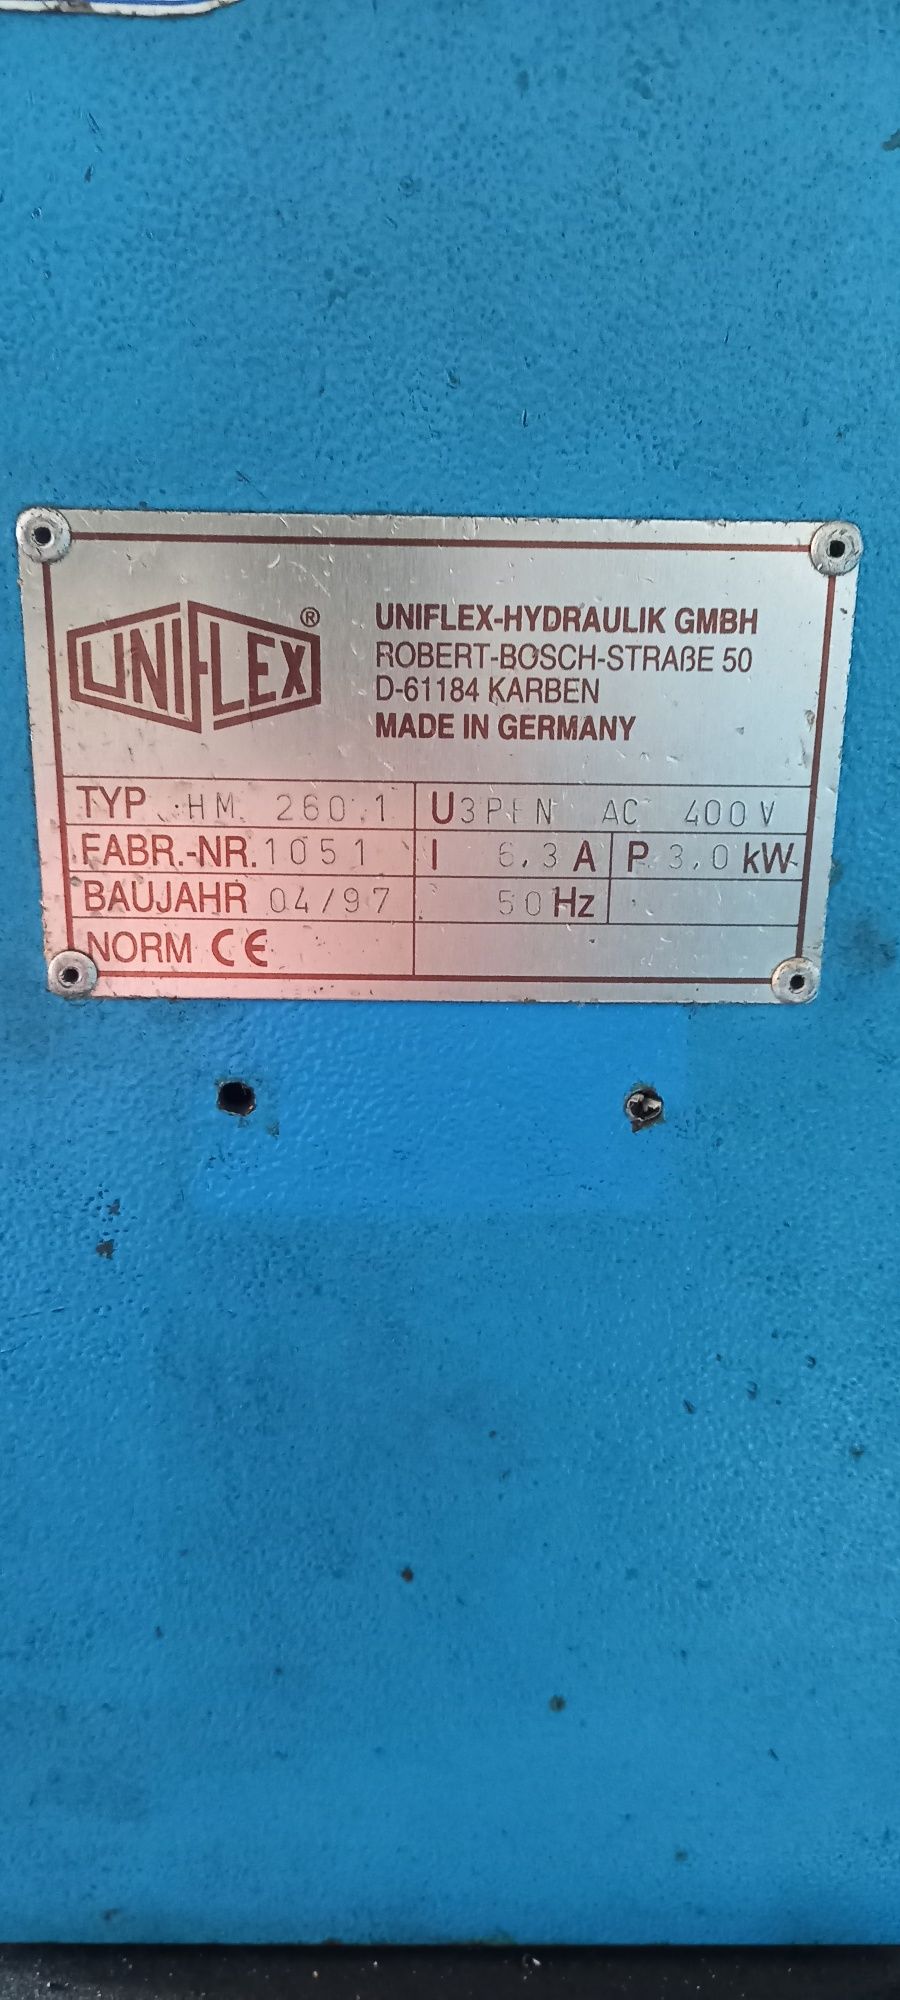 UNIFLEX ®
UNIFLEX-HYDRAULIK GMBH
ROBERT-BOSCH-STRAßE 50
D-61184 KARBEN
MADE IN GERMANY
TYP HM 260.1 U 3PEN AC 400V
FABR.-NR. 1051 I 6,3 A P 3,0 kW
BAUJAHR 04/97 50 Hz
NORM CE